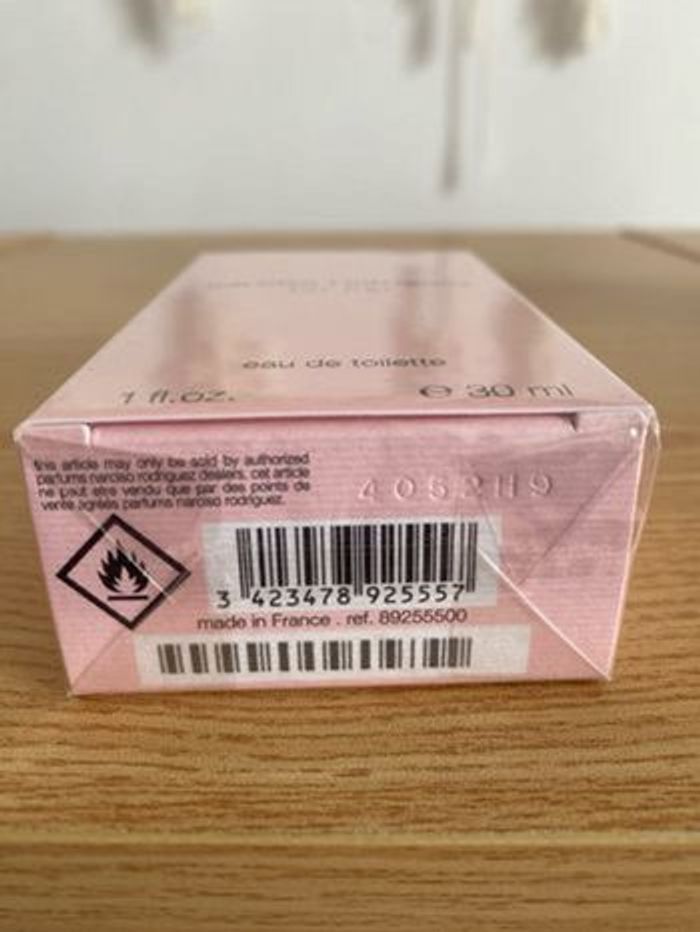 eau de toilette
1 fl.oz. ℮ 30 ml
this article may only be sold by authorized
parfums narciso rodriguez dealers. cet article
ne peut etre vendu que par des points de
vente agréés parfums narciso rodriguez.
4052H9
3 423478 925557
made in France . ref. 89255500